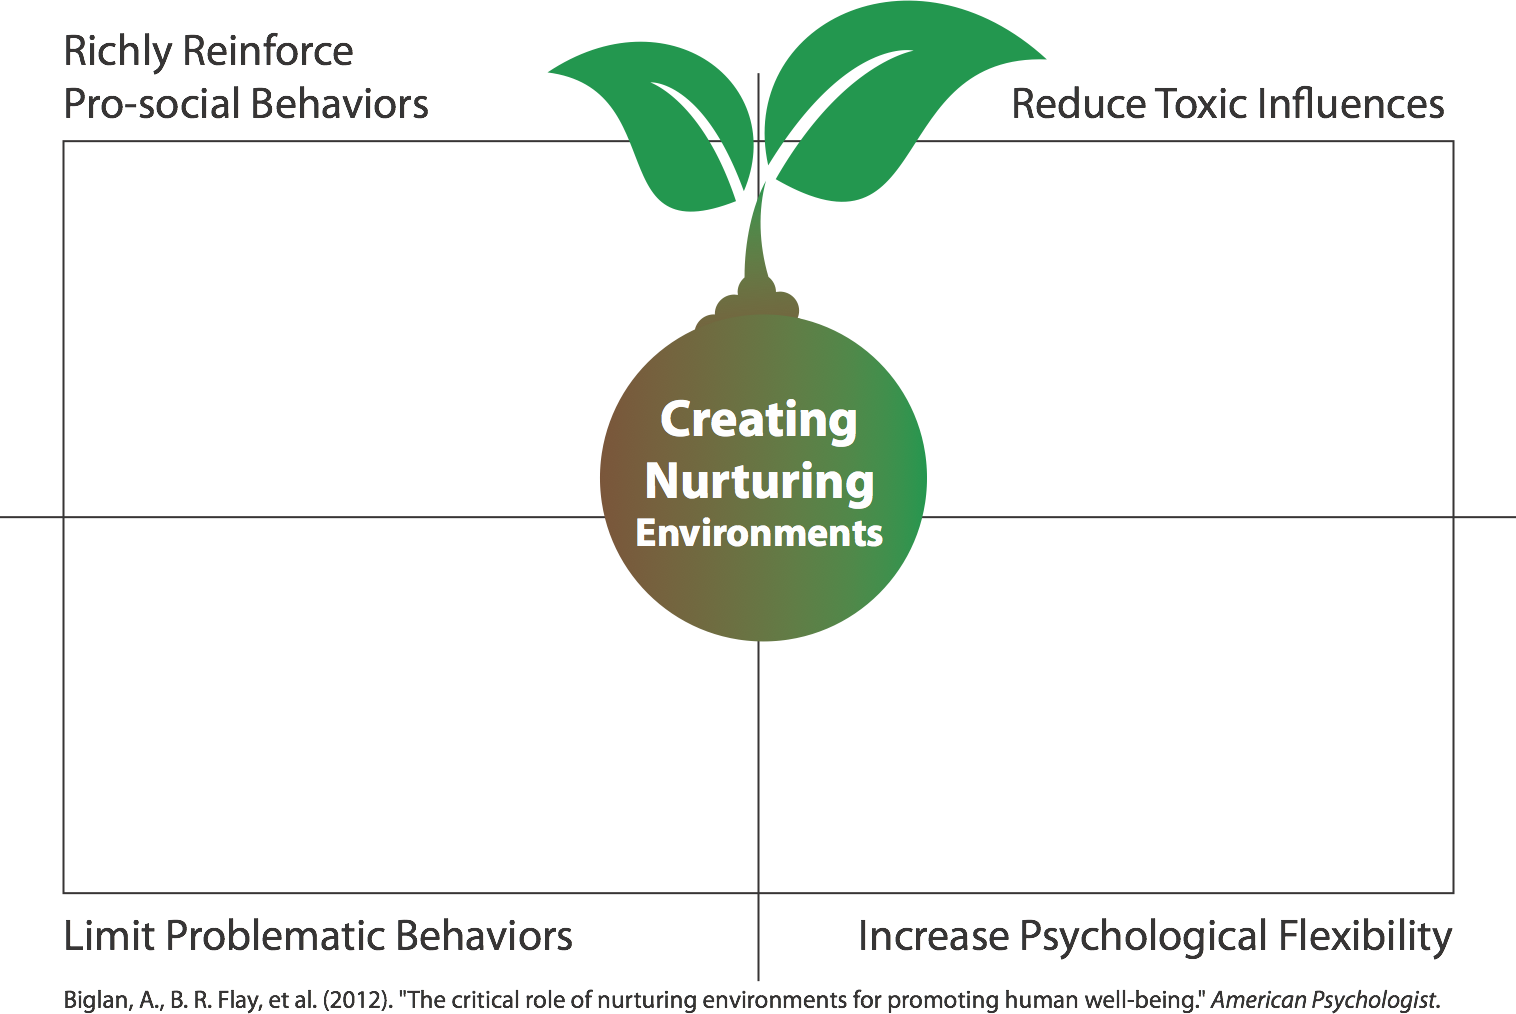 Richly Reinforce
Pro-social Behaviors
Reduce Toxic Influences
Creating
Nurturing
Environments
Limit Problematic Behaviors
Increase Psychological Flexibility
Biglan, A., B. R. Flay, et al. (2012). "The critical role of nurturing environments for promoting human well-being." American Psychologist.